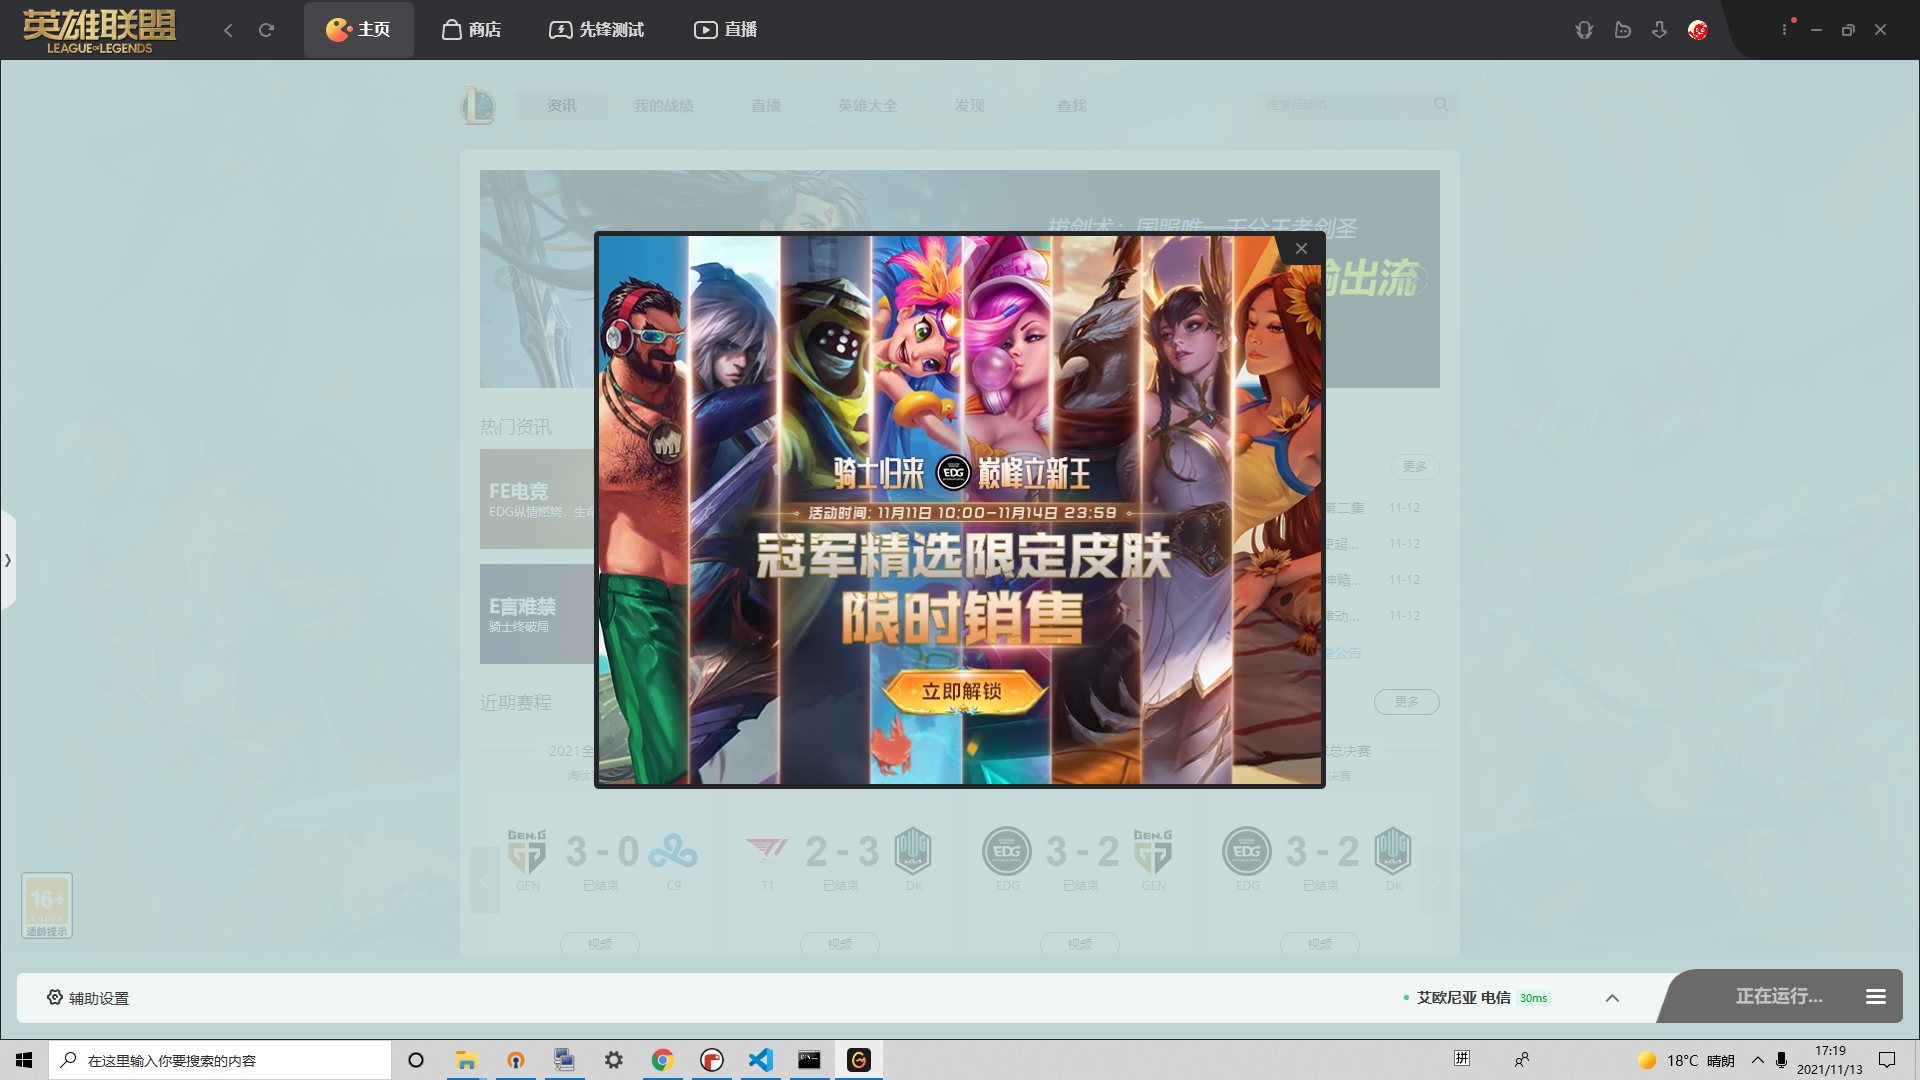 英雄联盟
LEAGUE OF LEGENDS
主页
商店
先锋测试
直播
资讯
我的战绩
直播
英雄大全
发现
查找
搜索召唤师
拔剑术：国服唯一千分王者剑圣
输出流
热门资讯
更多
FE电竞
EDG纵情燃烧，生命
第二集
11-12
11-12
11-12
11-12
E言难禁
骑士终破局
公告
骑士归来 EDG 巅峰立新王
活动时间: 11月11日 10:00-11月14日 23:59
冠军精选限定皮肤
限时销售
立即解锁
近期赛程
更多
2021全
总决赛
淘汰
决赛
GEN.G
3 - 0
2 - 3
EDG
3 - 2
GEN.G
EDG
3 - 2
GEN
已结束
C9
T1
已结束
DK
EDG
已结束
GEN
EDG
已结束
DK
视频
视频
视频
视频
16+
CADPA
适龄提示
辅助设置
艾欧尼亚 电信 30ms
正在运行...
在这里输入你要搜索的内容
拼
18°C 晴朗
17:19
2021/11/13